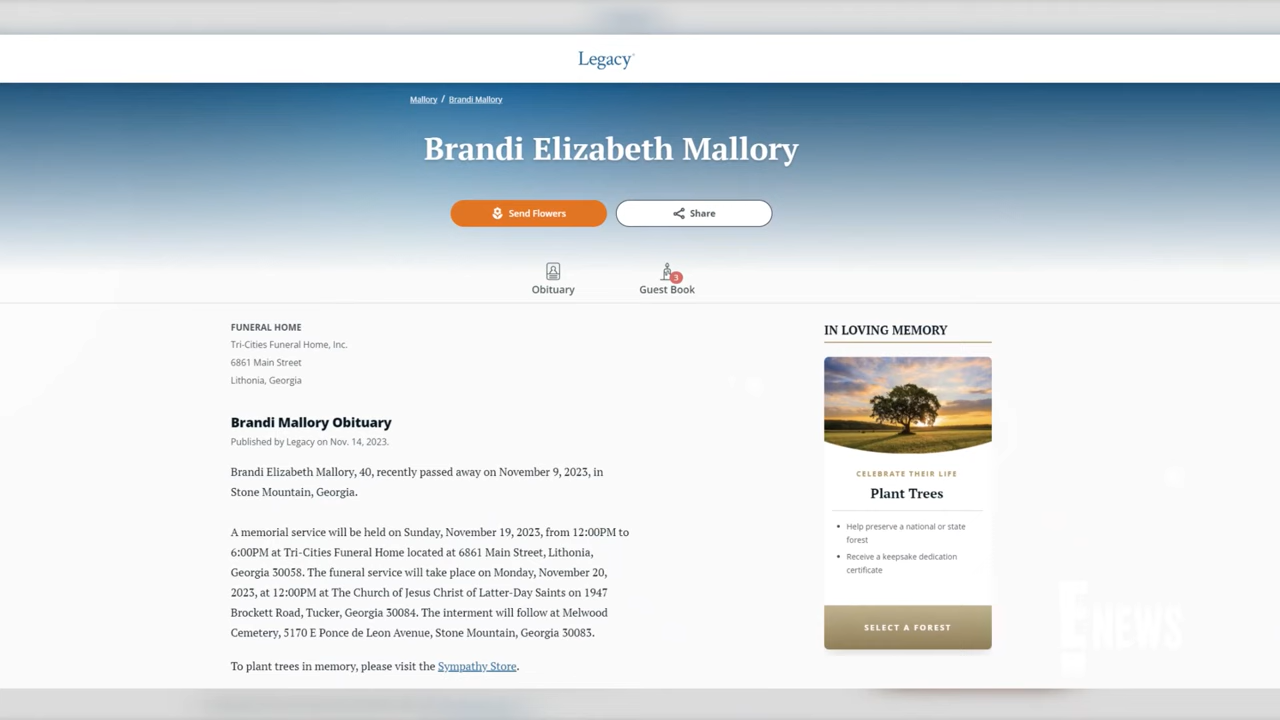 Legacy
Mallory / Brandi Mallory
Brandi Elizabeth Mallory
Send Flowers
Share
Obituary
3
Guest Book
FUNERAL HOME
Tri-Cities Funeral Home, Inc.
6861 Main Street
Lithonia, Georgia
Brandi Mallory Obituary
Published by Legacy on Nov. 14, 2023.
Brandi Elizabeth Mallory, 40, recently passed away on November 9, 2023, in
Stone Mountain, Georgia.
A memorial service will be held on Sunday, November 19, 2023, from 12:00PM to
6:00PM at Tri-Cities Funeral Home located at 6861 Main Street, Lithonia,
Georgia 30058. The funeral service will take place on Monday, November 20,
2023, at 12:00PM at The Church of Jesus Christ of Latter-Day Saints on 1947
Brockett Road, Tucker, Georgia 30084. The interment will follow at Melwood
Cemetery, 5170 E Ponce de Leon Avenue, Stone Mountain, Georgia 30083.
To plant trees in memory, please visit the Sympathy Store.
IN LOVING MEMORY
CELEBRATE THEIR LIFE
Plant Trees
• Help preserve a national or state
forest
• Receive a keepsake dedication
certificate
SELECT A FOREST
E! NEWS